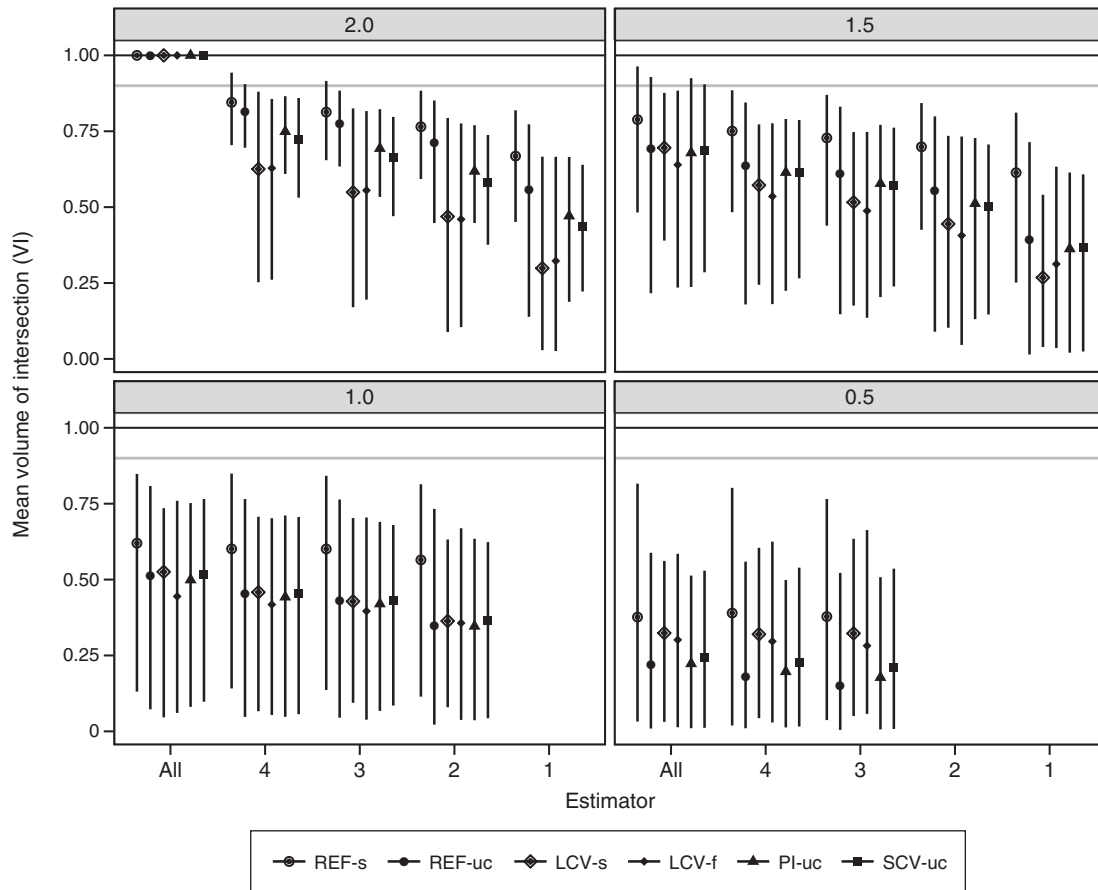 2.0
1.5
1.00
0.75
0.50
0.25
0.00
1.0
0.5
1.00
0.75
0.50
0.25
0
Mean volume of intersection (VI)
All 4 3 2 1
All 4 3 2 1
Estimator
REF-s REF-uc LCV-s LCV-f PI-uc SCV-uc